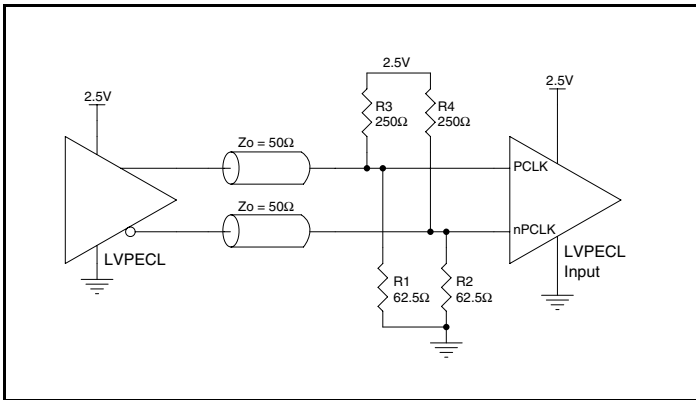 2.5V
2.5V
2.5V
R3
250Ω
R4
250Ω
Zo = 50Ω
PCLK
Zo = 50Ω
nPCLK
LVPECL
LVPECL
Input
R1
62.5Ω
R2
62.5Ω